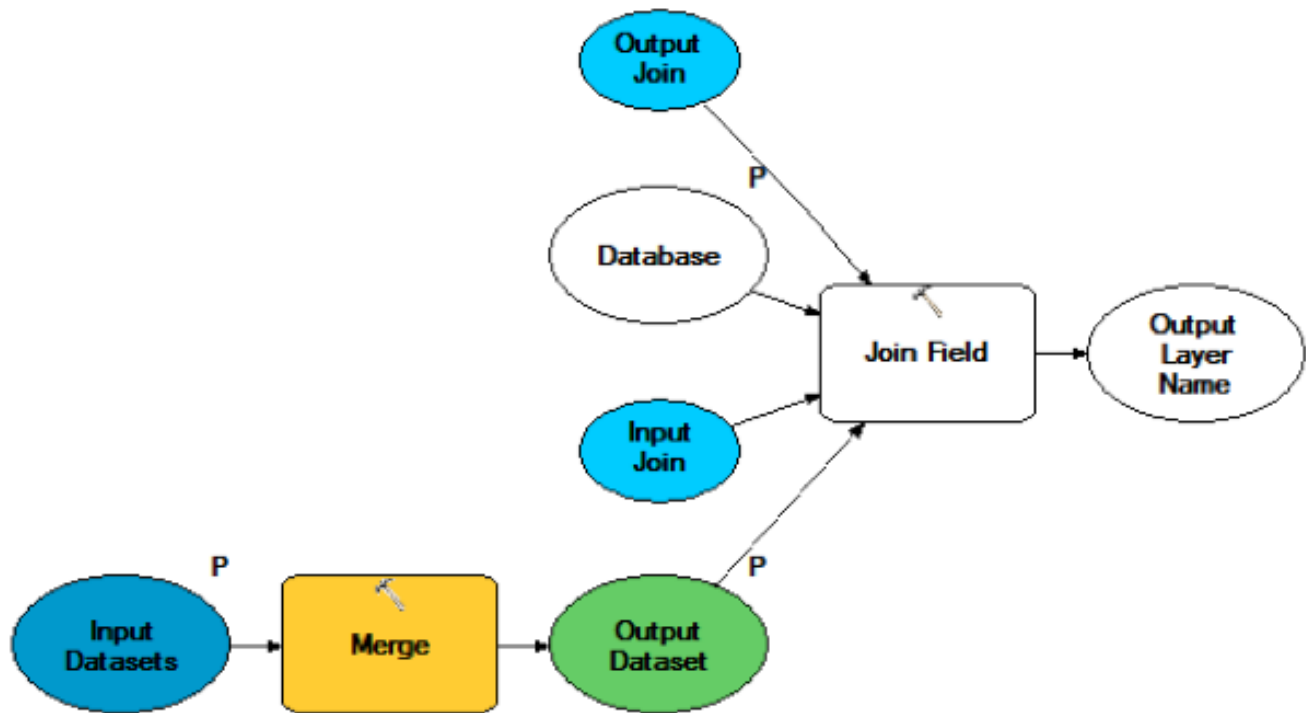 Output
Join
P
Database
Join Field
Output
Layer
Name
Input
Join
P
P
Input
Datasets
Merge
Output
Dataset